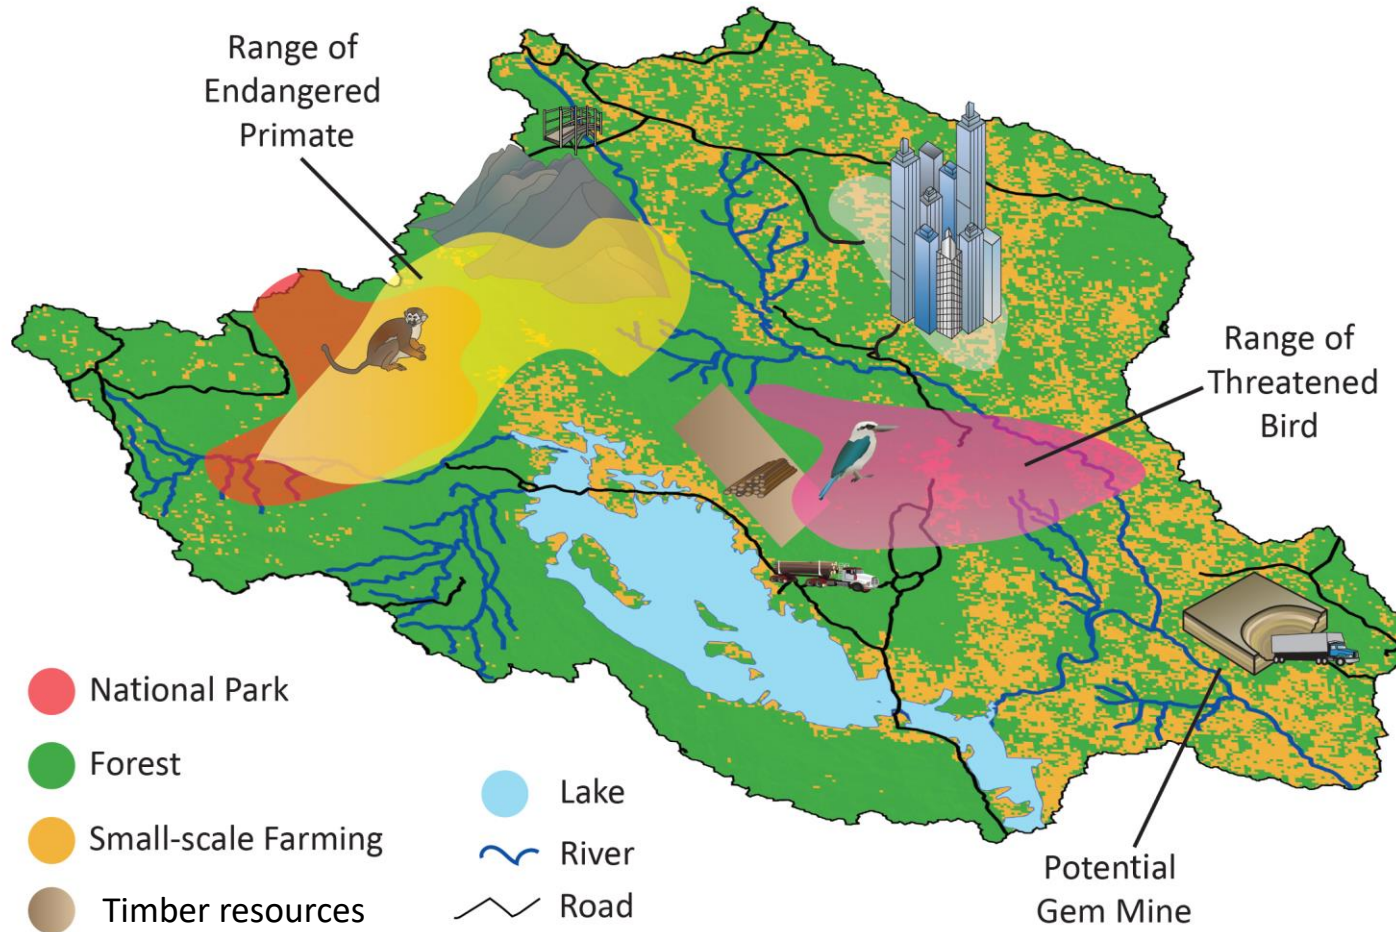 Range of
Endangered
Primate
Range of
Threatened
Bird
National Park
Forest
Small-scale Farming
Timber resources
Lake
River
Road
Potential
Gem Mine